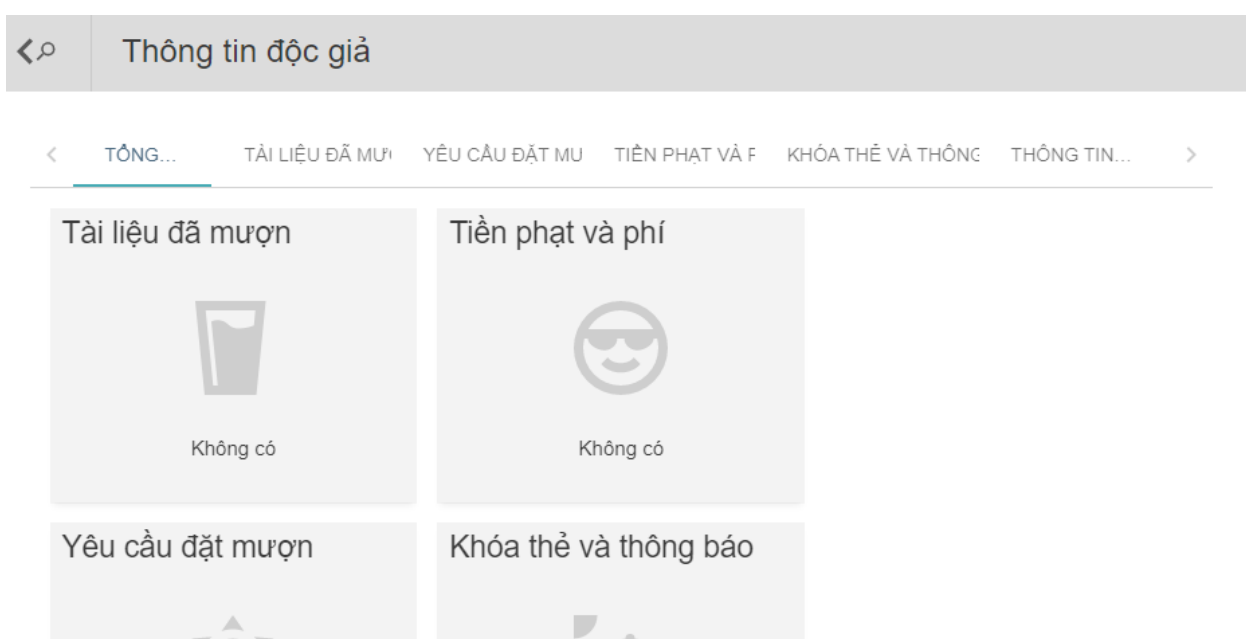 Thông tin độc giả
TỔNG... TÀI LIỆU ĐÃ MƯỢ YÊU CẦU ĐẶT MU TIỀN PHẠT VÀ F KHÓA THẺ VÀ THÔNG THÔNG TIN...
Tài liệu đã mượn Tiền phạt và phí
Không có Không có
Yêu cầu đặt mượn Khóa thẻ và thông báo